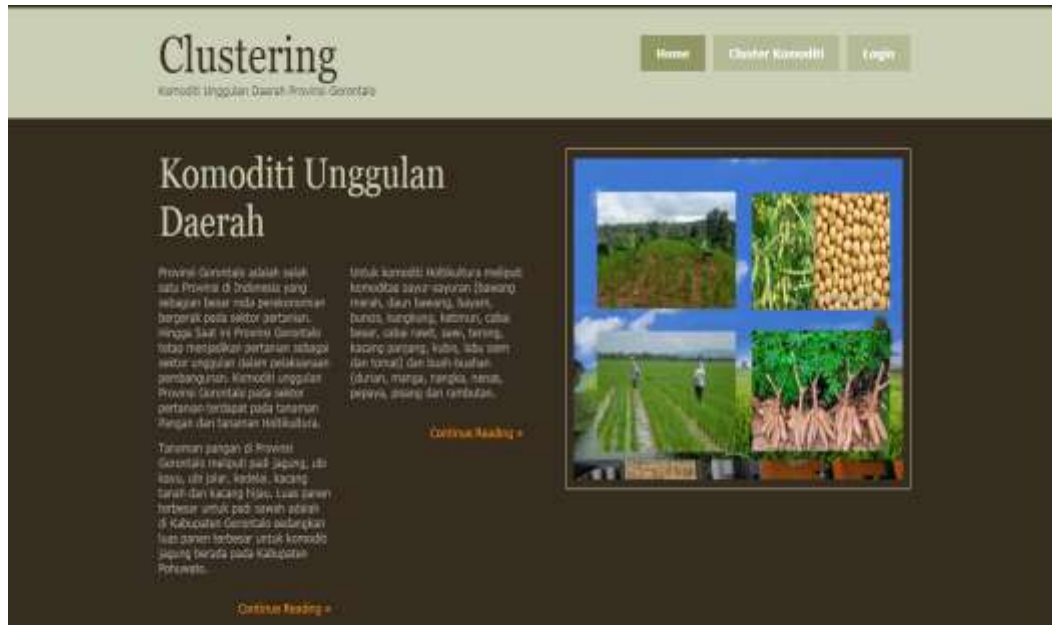 Clustering
Komoditi Unggulan Daerah Provinsi Gorontalo
Home
Cluster Komoditi
Login
Komoditi Unggulan
Daerah
Provinsi Gorontalo adalah salah
satu Provinsi di Indonesia yang
sebagian besar roda perekonomian
bergerak pada sektor pertanian.
Hingga Saat ini Provinsi Gorontalo
tetap menjadikan pertanian sebagai
sektor unggulan dalam pelaksanaan
pembangunan. Komoditi unggulan
Provinsi Gorontalo pada sektor
pertanian terdapat pada tanaman
Pangan dan tanaman Holtikultura.
Tanaman pangan di Provinsi
Gorontalo meliputi padi jagung, ubi
kayu, ubi jalar, kedelai, kacang
tanah dan kacang hijau. Luas panen
terbesar untuk padi sawah adalah
di Kabupaten Gorontalo sedangkan
luas panen terbesar untuk komoditi
jagung berada pada Kabupaten
Pohuwato.
Continue Reading »
Untuk komoditi Holtikultura meliputi
komoditas sayur-sayuran (bawang
merah, daun bawang, bayam,
buncis, kangkung, ketimun, cabai
besar, cabai rawit, sawi, terong,
kacang panjang, kubis, labu siem
dan tomat) dan buah-buahan
(durian, mangga, nangka, nenas,
pepaya, pisang dan rambutan.
Continue Reading »